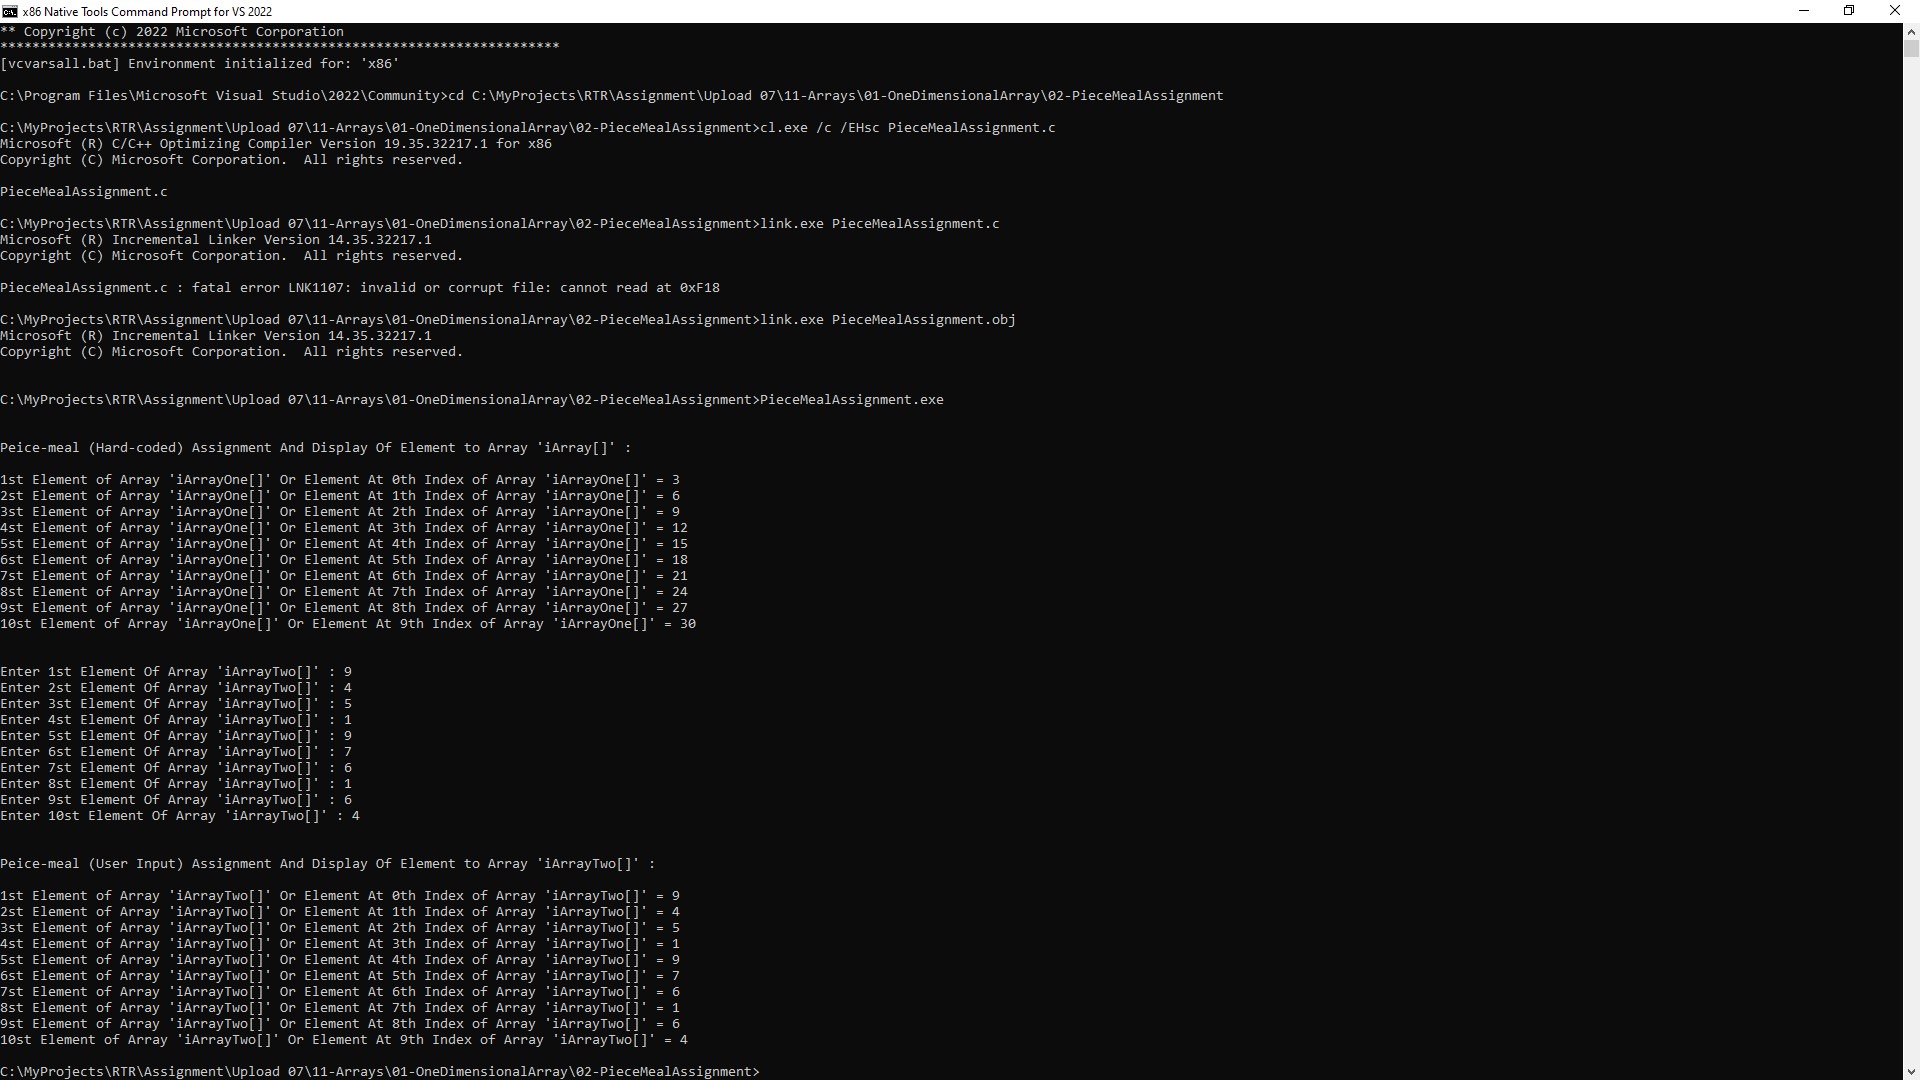 x86 Native Tools Command Prompt for VS 2022
** Copyright (c) 2022 Microsoft Corporation
**********************************************************************
[vcvarsall.bat] Environment initialized for: 'x86'
C:\Program Files\Microsoft Visual Studio\2022\Community>cd C:\MyProjects\RTR\Assignment\Upload 07\11-Arrays\01-OneDimensionalArray\02-PieceMealAssignment
C:\MyProjects\RTR\Assignment\Upload 07\11-Arrays\01-OneDimensionalArray\02-PieceMealAssignment>cl.exe /c /EHsc PieceMealAssignment.c
Microsoft (R) C/C++ Optimizing Compiler Version 19.35.32217.1 for x86
Copyright (C) Microsoft Corporation.  All rights reserved.
PieceMealAssignment.c
C:\MyProjects\RTR\Assignment\Upload 07\11-Arrays\01-OneDimensionalArray\02-PieceMealAssignment>link.exe PieceMealAssignment.c
Microsoft (R) Incremental Linker Version 14.35.32217.1
Copyright (C) Microsoft Corporation.  All rights reserved.
PieceMealAssignment.c : fatal error LNK1107: invalid or corrupt file: cannot read at 0xF18
C:\MyProjects\RTR\Assignment\Upload 07\11-Arrays\01-OneDimensionalArray\02-PieceMealAssignment>link.exe PieceMealAssignment.obj
Microsoft (R) Incremental Linker Version 14.35.32217.1
Copyright (C) Microsoft Corporation.  All rights reserved.
C:\MyProjects\RTR\Assignment\Upload 07\11-Arrays\01-OneDimensionalArray\02-PieceMealAssignment>PieceMealAssignment.exe
Peice-meal (Hard-coded) Assignment And Display Of Element to Array 'iArray[]' :
1st Element of Array 'iArrayOne[]' Or Element At 0th Index of Array 'iArrayOne[]' = 3
2st Element of Array 'iArrayOne[]' Or Element At 1th Index of Array 'iArrayOne[]' = 6
3st Element of Array 'iArrayOne[]' Or Element At 2th Index of Array 'iArrayOne[]' = 9
4st Element of Array 'iArrayOne[]' Or Element At 3th Index of Array 'iArrayOne[]' = 12
5st Element of Array 'iArrayOne[]' Or Element At 4th Index of Array 'iArrayOne[]' = 15
6st Element of Array 'iArrayOne[]' Or Element At 5th Index of Array 'iArrayOne[]' = 18
7st Element of Array 'iArrayOne[]' Or Element At 6th Index of Array 'iArrayOne[]' = 21
8st Element of Array 'iArrayOne[]' Or Element At 7th Index of Array 'iArrayOne[]' = 24
9st Element of Array 'iArrayOne[]' Or Element At 8th Index of Array 'iArrayOne[]' = 27
10st Element of Array 'iArrayOne[]' Or Element At 9th Index of Array 'iArrayOne[]' = 30
Enter 1st Element Of Array 'iArrayTwo[]' : 9
Enter 2st Element Of Array 'iArrayTwo[]' : 4
Enter 3st Element Of Array 'iArrayTwo[]' : 5
Enter 4st Element Of Array 'iArrayTwo[]' : 1
Enter 5st Element Of Array 'iArrayTwo[]' : 9
Enter 6st Element Of Array 'iArrayTwo[]' : 7
Enter 7st Element Of Array 'iArrayTwo[]' : 6
Enter 8st Element Of Array 'iArrayTwo[]' : 1
Enter 9st Element Of Array 'iArrayTwo[]' : 6
Enter 10st Element Of Array 'iArrayTwo[]' : 4
Peice-meal (User Input) Assignment And Display Of Element to Array 'iArrayTwo[]' :
1st Element of Array 'iArrayTwo[]' Or Element At 0th Index of Array 'iArrayTwo[]' = 9
2st Element of Array 'iArrayTwo[]' Or Element At 1th Index of Array 'iArrayTwo[]' = 4
3st Element of Array 'iArrayTwo[]' Or Element At 2th Index of Array 'iArrayTwo[]' = 5
4st Element of Array 'iArrayTwo[]' Or Element At 3th Index of Array 'iArrayTwo[]' = 1
5st Element of Array 'iArrayTwo[]' Or Element At 4th Index of Array 'iArrayTwo[]' = 9
6st Element of Array 'iArrayTwo[]' Or Element At 5th Index of Array 'iArrayTwo[]' = 7
7st Element of Array 'iArrayTwo[]' Or Element At 6th Index of Array 'iArrayTwo[]' = 6
8st Element of Array 'iArrayTwo[]' Or Element At 7th Index of Array 'iArrayTwo[]' = 1
9st Element of Array 'iArrayTwo[]' Or Element At 8th Index of Array 'iArrayTwo[]' = 6
10st Element of Array 'iArrayTwo[]' Or Element At 9th Index of Array 'iArrayTwo[]' = 4
C:\MyProjects\RTR\Assignment\Upload 07\11-Arrays\01-OneDimensionalArray\02-PieceMealAssignment>